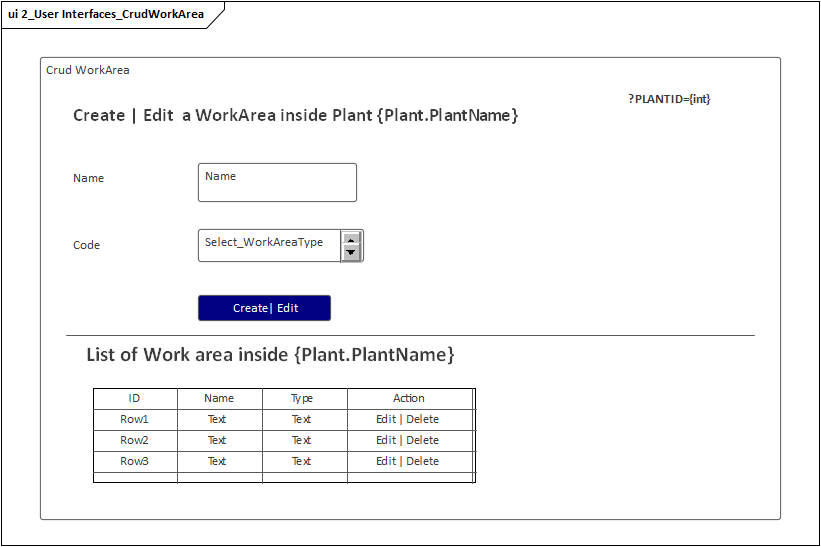 ui 2_User Interfaces_CrudWorkArea
Crud WorkArea
?PLANTID={int}
Create | Edit a WorkArea inside Plant {Plant.PlantName}
Name Name
Code Select_WorkAreaType
Create| Edit
List of Work area inside {Plant.PlantName}
ID Name Type Action
Row1 Text Text Edit | Delete
Row2 Text Text Edit | Delete
Row3 Text Text Edit | Delete